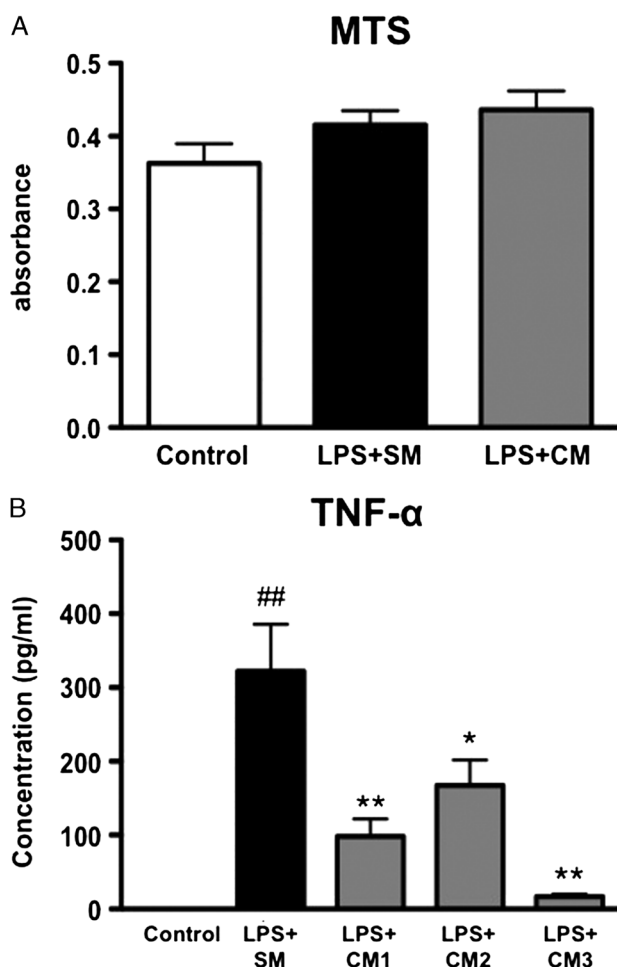 A
MTS
0.5
0.4
0.3
0.2
0.1
0.0
absorbance
Control LPS+SM LPS+CM
B
TNF-α
500
400
300
200
100
0
Concentration (pg/ml)
##
**
*
**
Control LPS+ LPS+ LPS+ LPS+
SM CM1 CM2 CM3